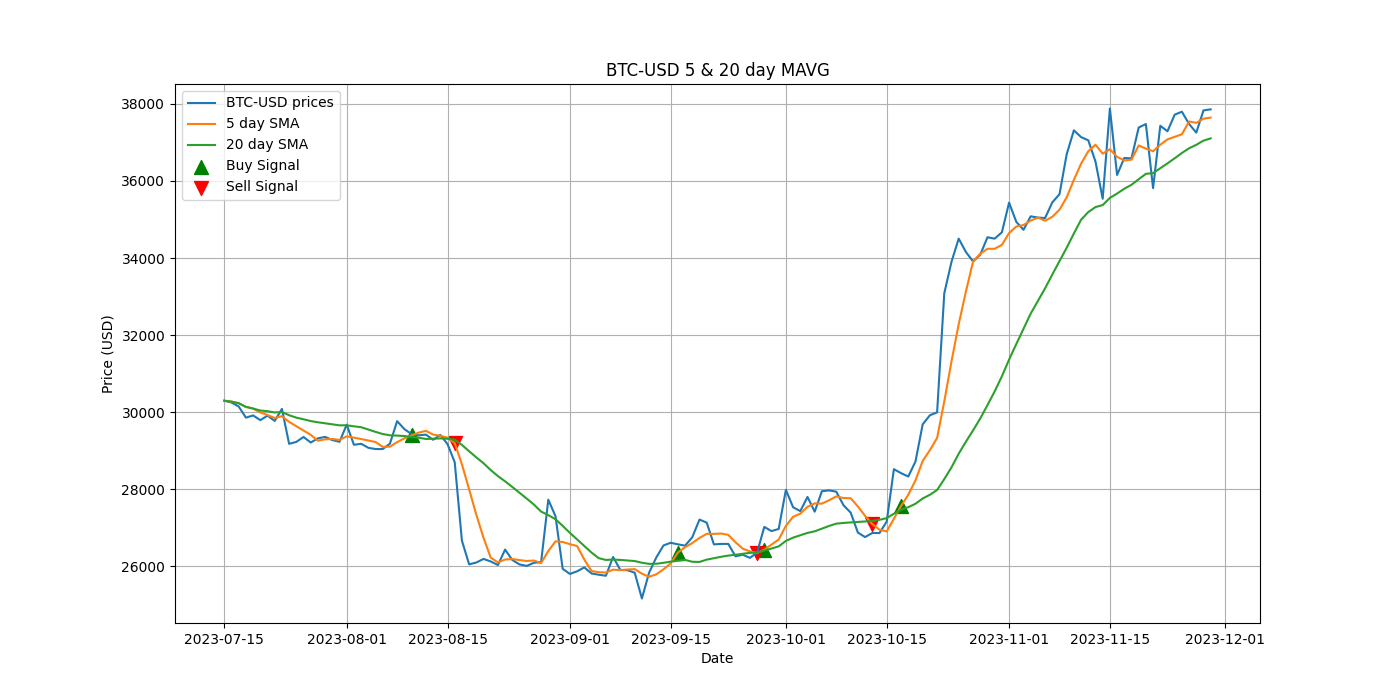 BTC-USD 5 & 20 day MAVG
BTC-USD prices
5 day SMA
20 day SMA
Buy Signal
Sell Signal
Price (USD)
38000
36000
34000
32000
30000
28000
26000
2023-07-15 2023-08-01 2023-08-15 2023-09-01 2023-09-15 2023-10-01 2023-10-15 2023-11-01 2023-11-15 2023-12-01
Date